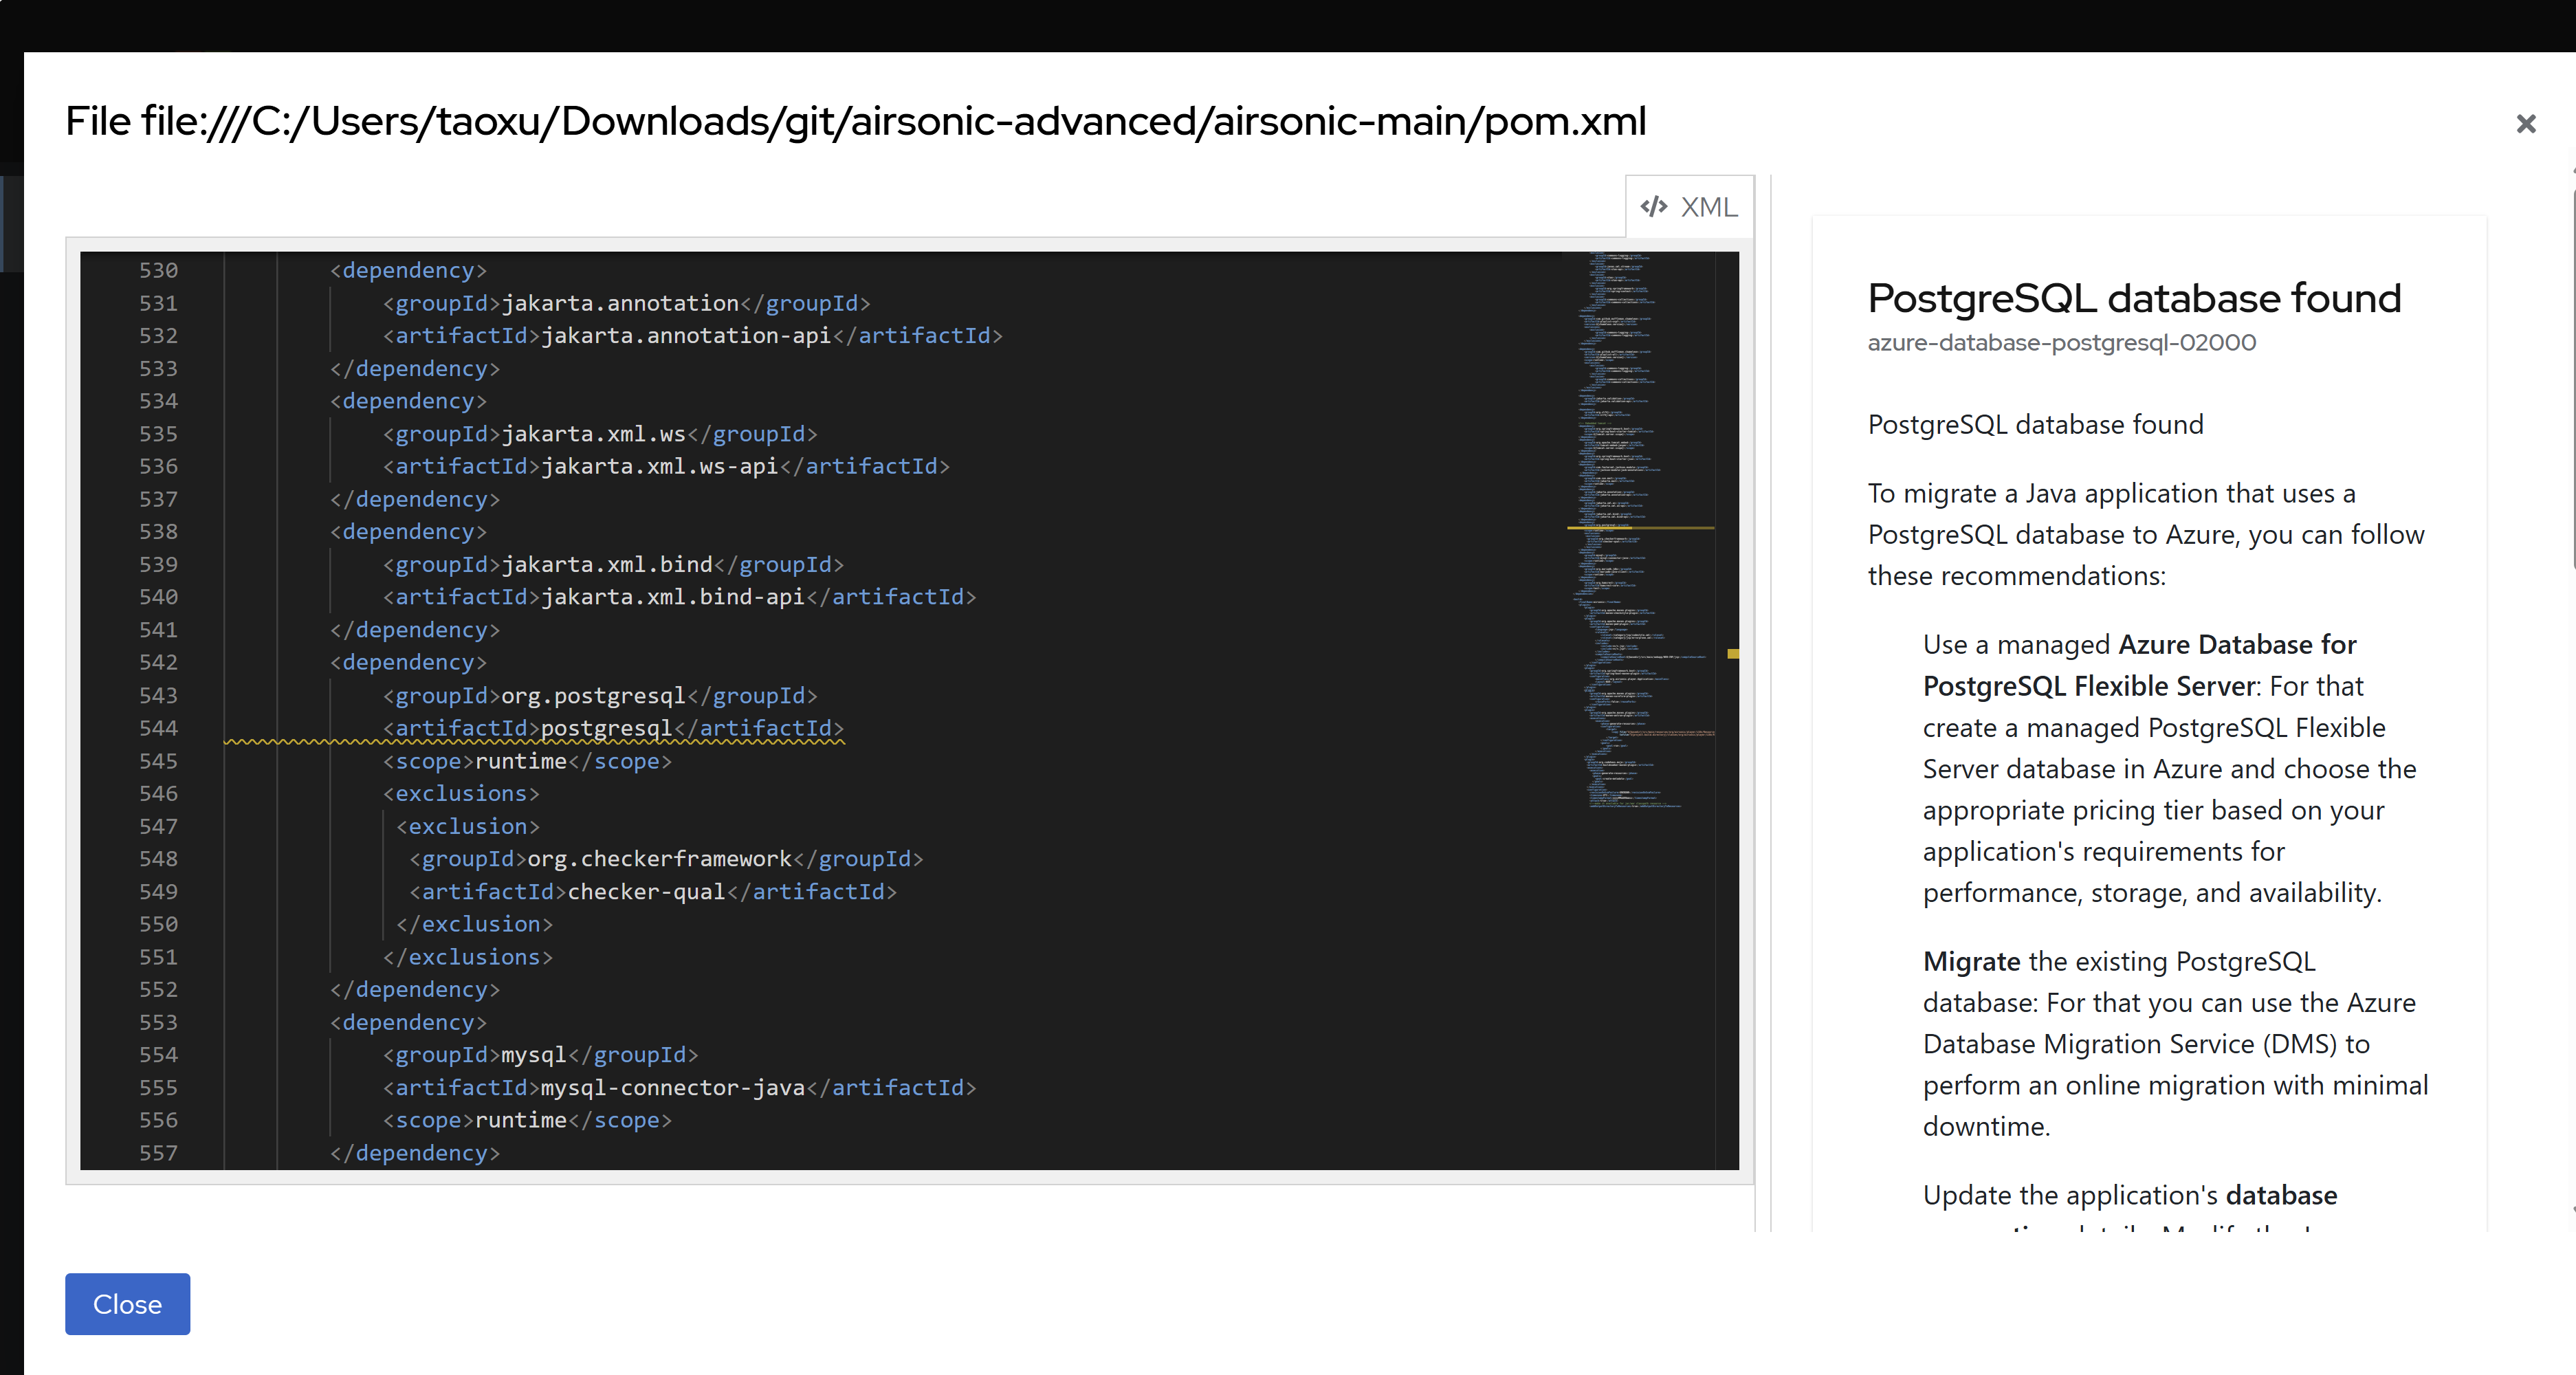 File file:///C:/Users/taoxu/Downloads/git/airsonic-advanced/airsonic-main/pom.xml
XML
530 <dependency>
531 <groupId>jakarta.annotation</groupId>
532 <artifactId>jakarta.annotation-api</artifactId>
533 </dependency>
534 <dependency>
535 <groupId>jakarta.xml.ws</groupId>
536 <artifactId>jakarta.xml.ws-api</artifactId>
537 </dependency>
538 <dependency>
539 <groupId>jakarta.xml.bind</groupId>
540 <artifactId>jakarta.xml.bind-api</artifactId>
541 </dependency>
542 <dependency>
543 <groupId>org.postgresql</groupId>
544 <artifactId>postgresql</artifactId>
545 <scope>runtime</scope>
546 <exclusions>
547 <exclusion>
548 <groupId>org.checkerframework</groupId>
549 <artifactId>checker-qual</artifactId>
550 </exclusion>
551 </exclusions>
552 </dependency>
553 <dependency>
554 <groupId>mysql</groupId>
555 <artifactId>mysql-connector-java</artifactId>
556 <scope>runtime</scope>
557 </dependency>
PostgreSQL database found
azure-database-postgresql-02000
PostgreSQL database found
To migrate a Java application that uses a
PostgreSQL database to Azure, you can follow
these recommendations:
Use a managed Azure Database for
PostgreSQL Flexible Server: For that
create a managed PostgreSQL Flexible
Server database in Azure and choose the
appropriate pricing tier based on your
application's requirements for
performance, storage, and availability.
Migrate the existing PostgreSQL
database: For that you can use the Azure
Database Migration Service (DMS) to
perform an online migration with minimal
downtime.
Update the application's database
Close